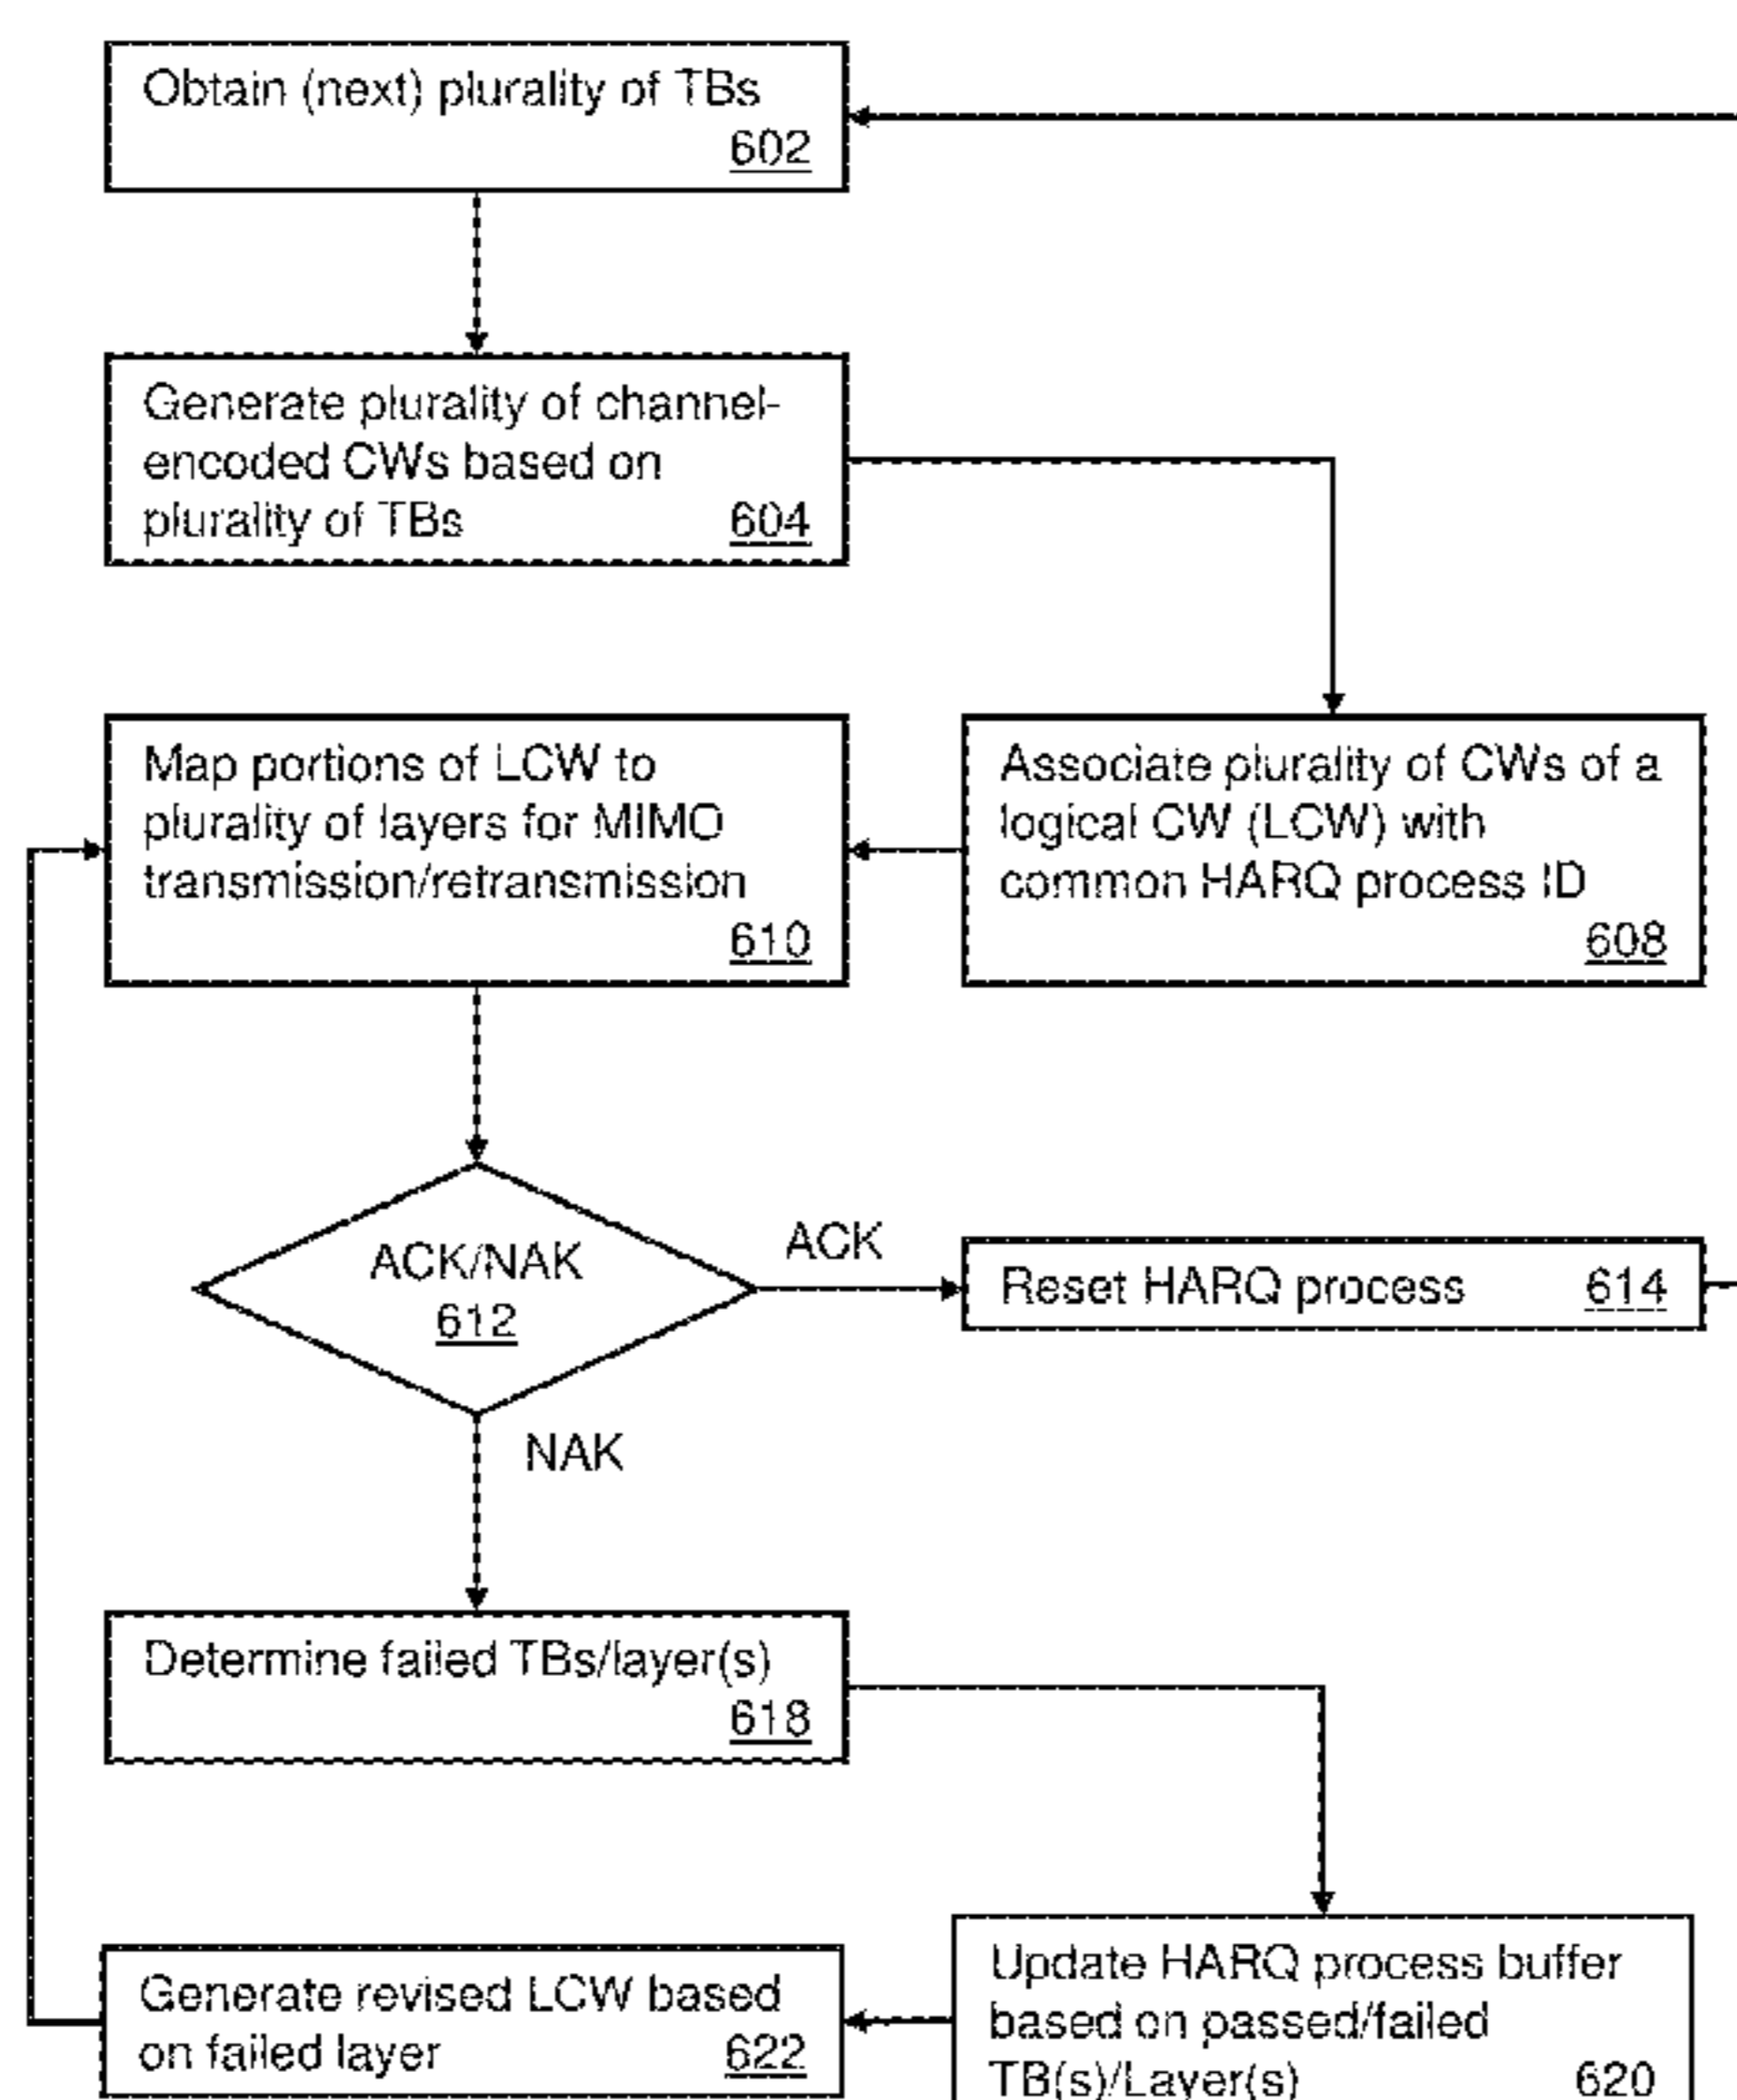 Obtain (next) plurality of TBs
602
Generate plurality of channel-
encoded CWs based on
plurality of TBs 604
Associate plurality of CWs of a
logical CW (LCW) with
common HARQ process ID
608
Map portions of LCW to
plurality of layers for MIMO
transmission/retransmission
610
ACK/NAK
612
ACK
Reset HARQ process 614
NAK
Determine failed TBs/layer(s)
618
Update HARQ process buffer
based on passed/failed
TB(s)/Layer(s) 620
Generate revised LCW based
on failed layer 622